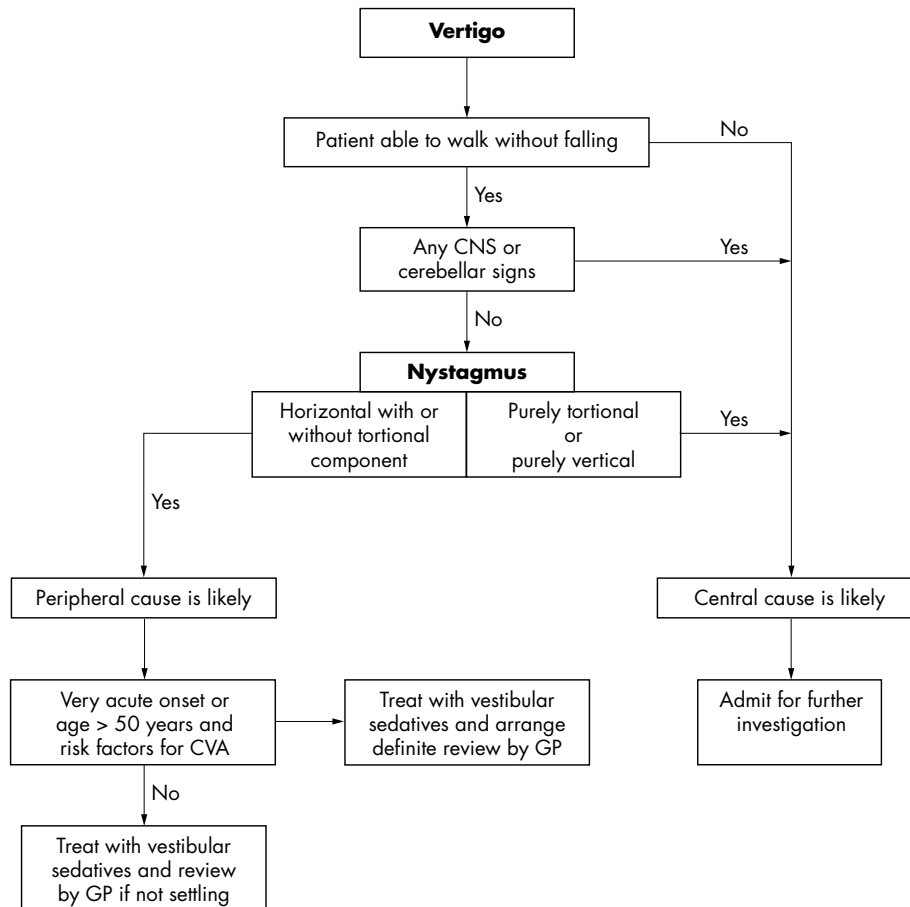 Vertigo
Patient able to walk without falling
No
Yes
Any CNS or
cerebellar signs
Yes
No
Nystagmus
Horizontal with or
without tortional
component
Purely tortional
or
purely vertical
Yes
Yes
Peripheral cause is likely
Central cause is likely
Very acute onset or
age > 50 years and
risk factors for CVA
Treat with vestibular
sedatives and arrange
definite review by GP
Admit for further
investigation
No
Treat with vestibular
sedatives and review
by GP if not settling